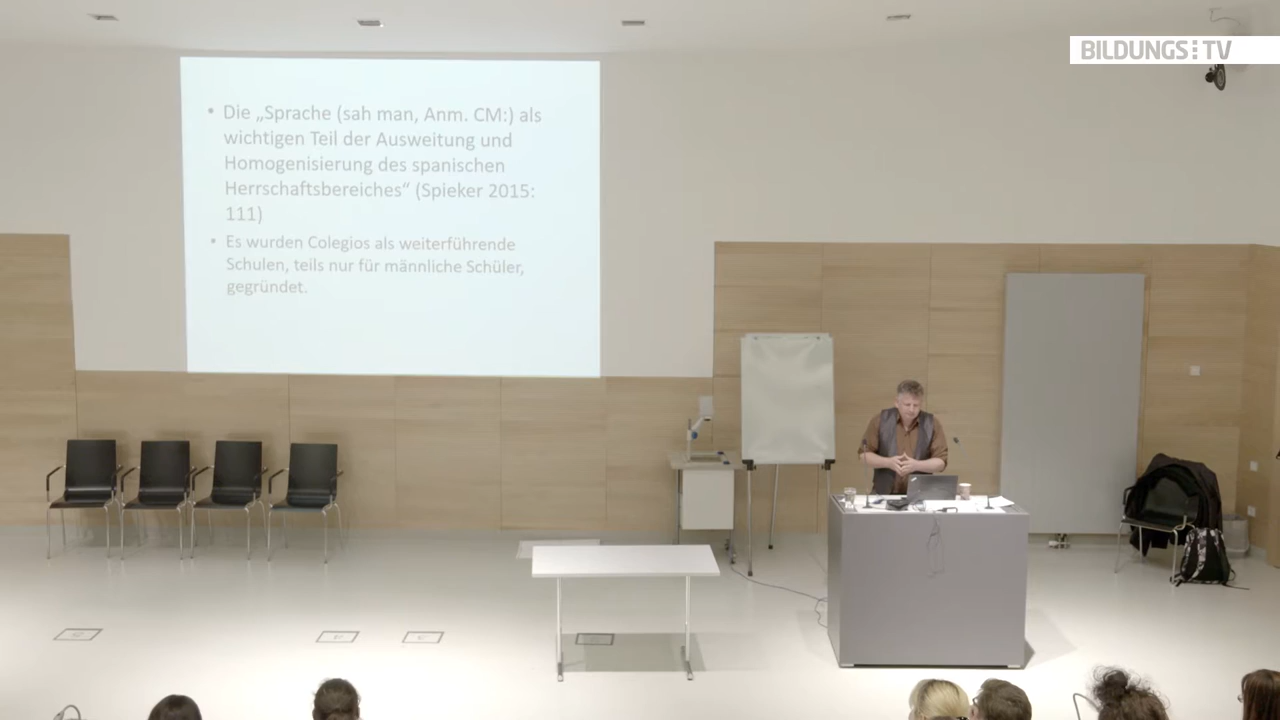 BILDUNGS TV
• Die „Sprache (sah man, Anm. CM:) als
wichtigen Teil der Ausweitung und
Homogenisierung des spanischen
Herrschaftsbereiches“ (Spieker 2015:
111)
• Es wurden Colegios als weiterführende
Schulen, teils nur für männliche Schüler,
gegründet.